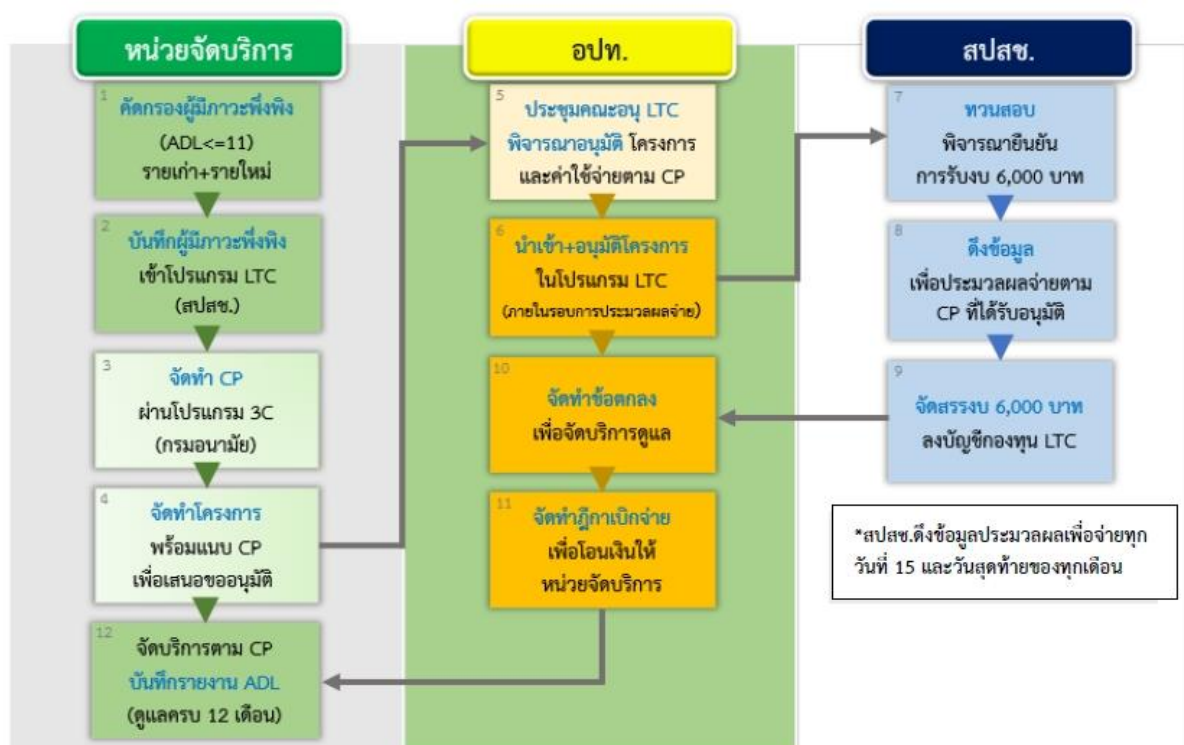 หน่วยจัดบริการ
1
คัดกรองผู้มีภาวะพึ่งพิง
(ADL<=11)
รายเก่า+รายใหม่
2
บันทึกผู้มีภาวะพึ่งพิง
เข้าโปรแกรม LTC
(สปสช.)
3
จัดทำ CP
ผ่านโปรแกรม 3C
(กรมอนามัย)
4
จัดทำโครงการ
พร้อมแนบ CP
เพื่อเสนอขออนุมัติ
12
จัดบริการตาม CP
บันทึกรายงาน ADL
(ดูแลครบ 12 เดือน)
อปท.
5
ประชุมคณะอนุ LTC
พิจารณาอนุมัติ โครงการ
และค่าใช้จ่ายตาม CP
6
นำเข้า+อนุมัติโครงการ
ในโปรแกรม LTC
(ภายในรอบการประมวลผลจ่าย)
10
จัดทำข้อตกลง
เพื่อจัดบริการดูแล
11
จัดทำฎีกาเบิกจ่าย
เพื่อโอนเงินให้
หน่วยจัดบริการ
สปสช.
7
ทวนสอบ
พิจารณายืนยัน
การรับงบ 6,000 บาท
8
ดึงข้อมูล
เพื่อประมวลผลจ่ายตาม
CP ที่ได้รับอนุมัติ
9
จัดสรรงบ 6,000 บาท
ลงบัญชีกองทุน LTC
*สปสช.ดึงข้อมูลประมวลผลเพื่อจ่ายทุก
วันที่ 15 และวันสุดท้ายของทุกเดือน